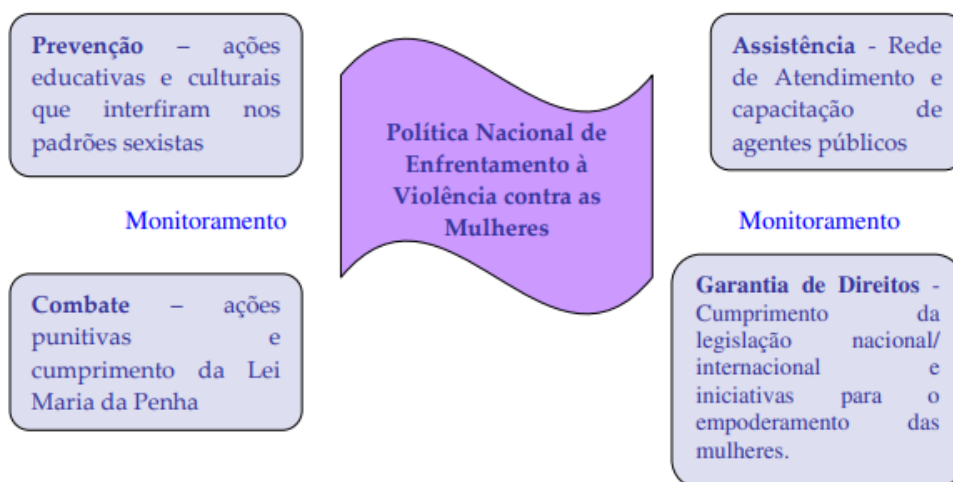 Prevenção – ações
educativas e culturais
que interfiram nos
padrões sexistas
Monitoramento
Combate – ações
punitivas e
cumprimento da Lei
Maria da Penha
Política Nacional de
Enfrentamento à
Violência contra as
Mulheres
Assistência - Rede
de Atendimento e
capacitação de
agentes públicos
Monitoramento
Garantia de Direitos -
Cumprimento da
legislação nacional/
internacional e
iniciativas para o
empoderamento das
mulheres.